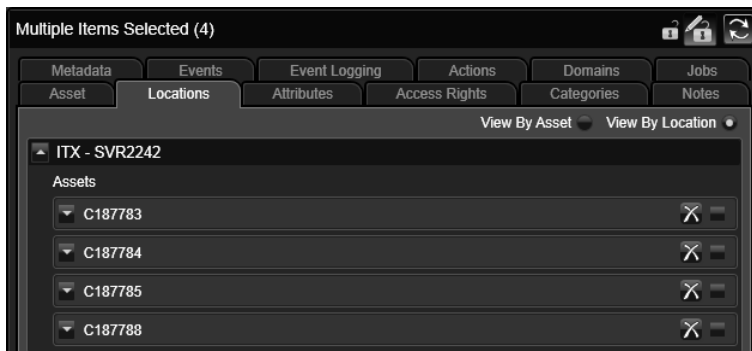 Multiple Items Selected (4)
Metadata Events Event Logging Actions Domains Jobs
Asset Locations Attributes Access Rights Categories Notes
View By Asset View By Location
ITX - SVR2242
Assets
C187783
C187784
C187785
C187788